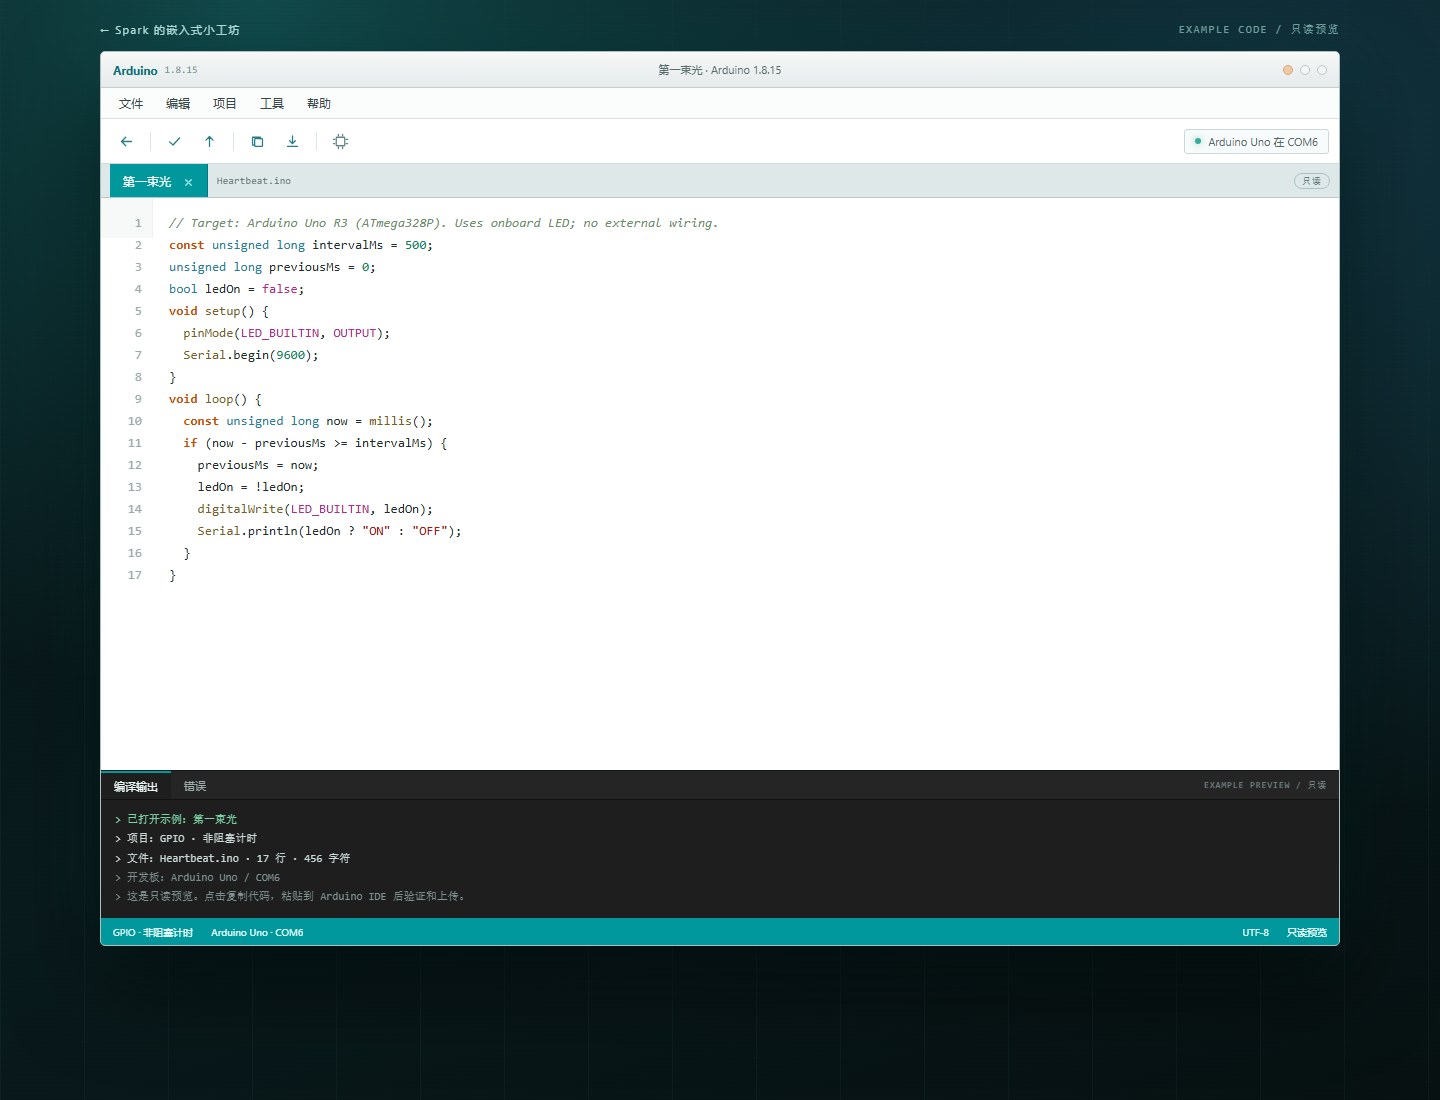 ← Spark 的嵌入式小工坊
EXAMPLE CODE / 只读预览
Arduino 1.8.15
第一束光 · Arduino 1.8.15
文件 编辑 项目 工具 帮助
Arduino Uno 在 COM6
第一束光 ×
Heartbeat.ino
只读
1 // Target: Arduino Uno R3 (ATmega328P). Uses onboard LED; no external wiring.
2 const unsigned long intervalMs = 500;
3 unsigned long previousMs = 0;
4 bool ledOn = false;
5 void setup() {
6   pinMode(LED_BUILTIN, OUTPUT);
7   Serial.begin(9600);
8 }
9 void loop() {
10   const unsigned long now = millis();
11   if (now - previousMs >= intervalMs) {
12     previousMs = now;
13     ledOn = !ledOn;
14     digitalWrite(LED_BUILTIN, ledOn);
15     Serial.println(ledOn ? "ON" : "OFF");
16   }
17 }
编译输出 错误
EXAMPLE PREVIEW / 只读
> 已打开示例: 第一束光
> 项目: GPIO · 非阻塞计时
> 文件: Heartbeat.ino · 17 行 · 456 字符
> 开发板: Arduino Uno / COM6
> 这是只读预览。点击复制代码，粘贴到 Arduino IDE 后验证和上传。
GPIO · 非阻塞计时 Arduino Uno · COM6
UTF-8 只读预览